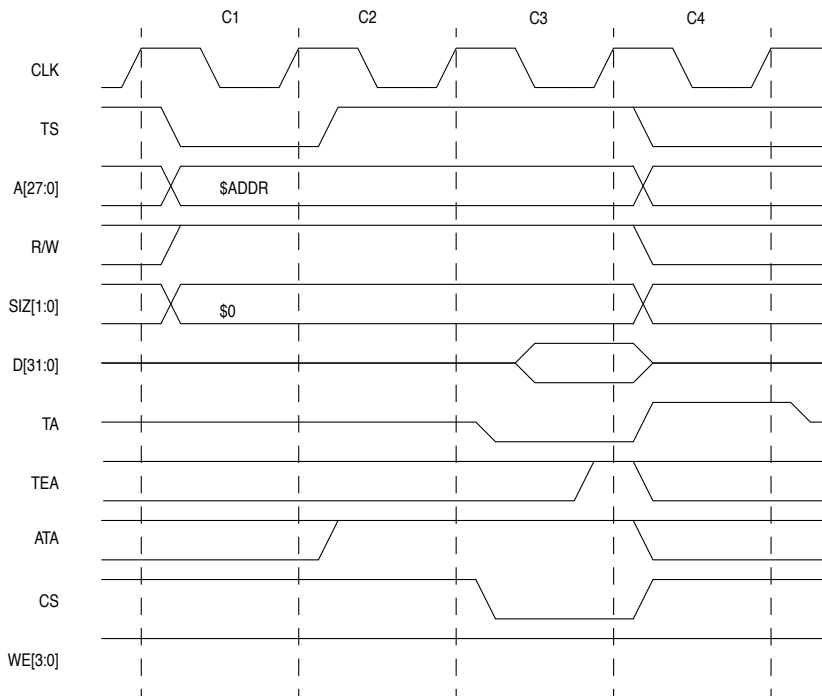 C1 C2 C3 C4
CLK
TS
A[27:0] $ADDR
R/W
SIZ[1:0] $0
D[31:0]
TA
TEA
ATA
CS
WE[3:0]